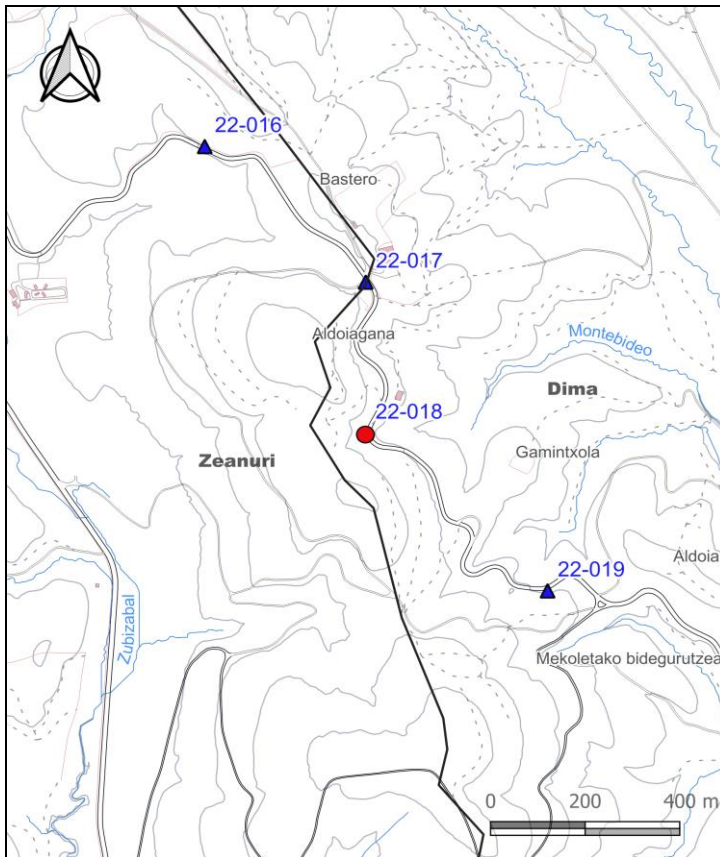 22-016
Bastero
22-017
Aldoiagana
Montebideo
Dima
22-018
Zeanuri
Gamintxola
22-019
Aldoia
Zubizabal
Mekoletako bidegurutzea
0 200 400 m